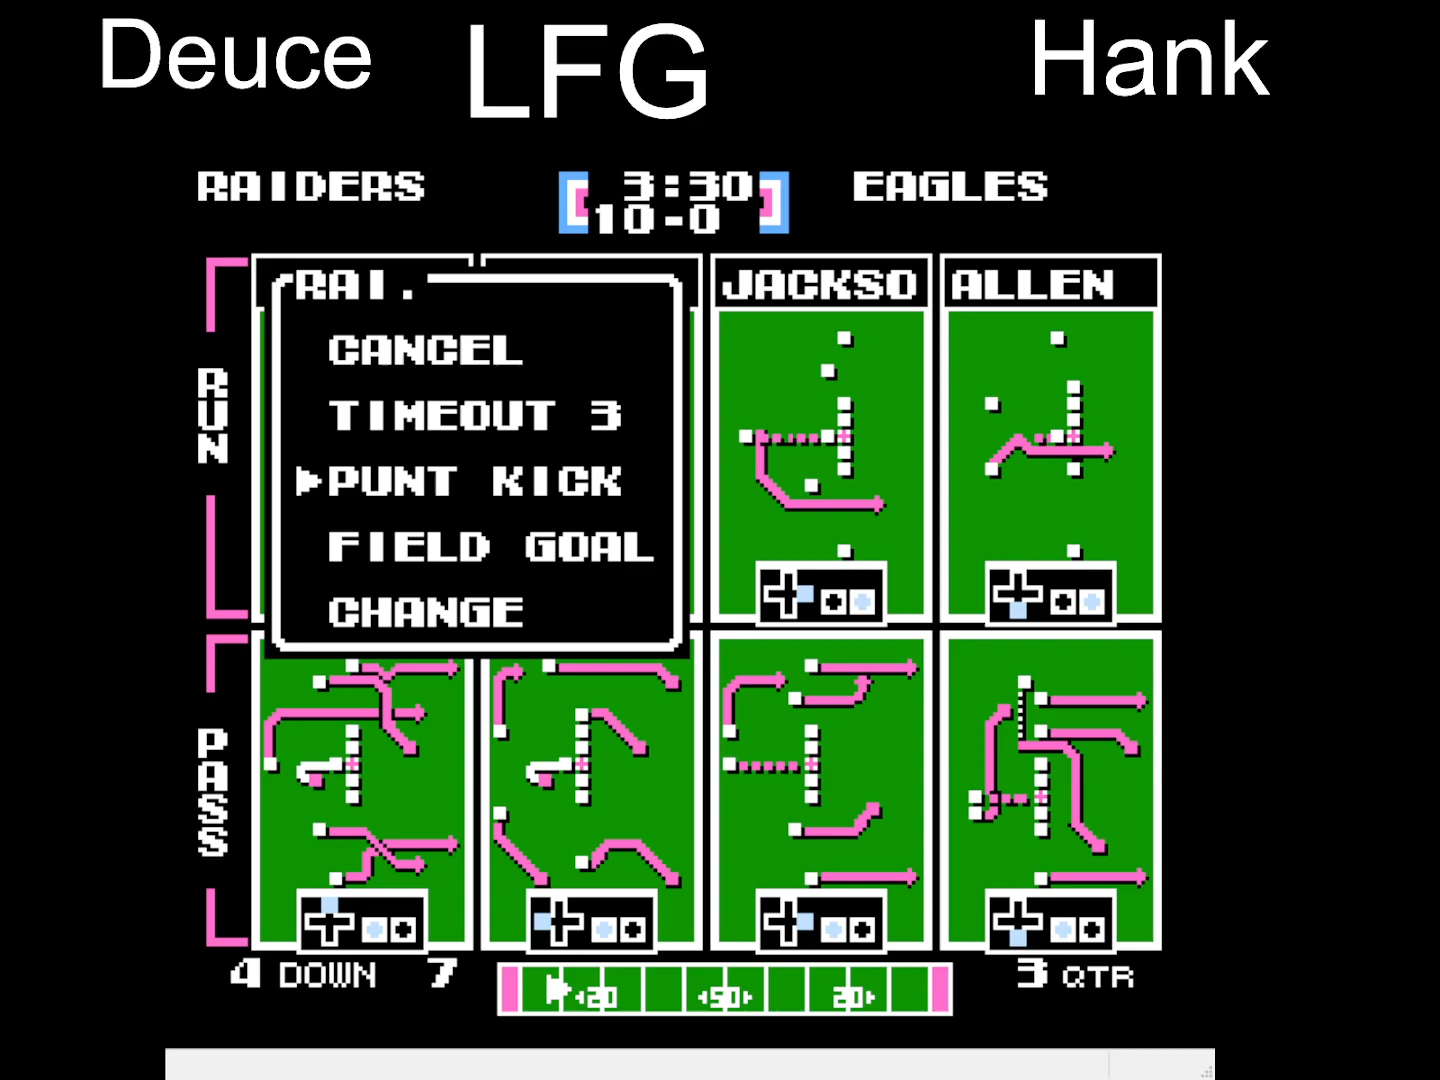 Deuce LFG Hank
RAIDERS 3:30 EAGLES
10-0
RAI. JACKSO ALLEN
CANCEL
TIMEOUT 3
PUNT KICK
FIELD GOAL
CHANGE
RUN
PASS
4 DOWN 7 20 50 20 3 QTR